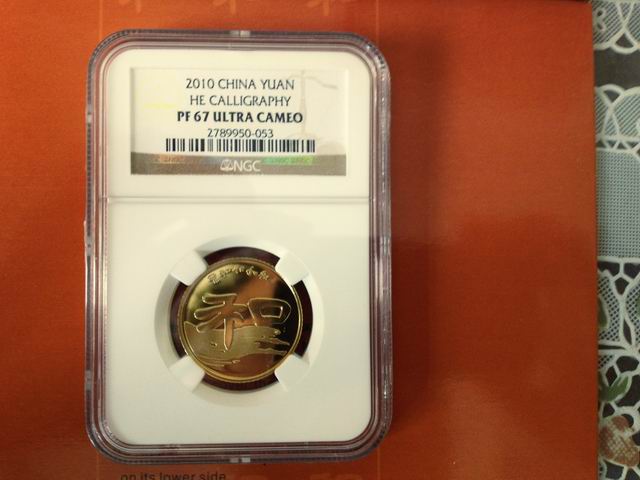 2010 CHINA YUAN
HE CALLIGRAPHY
PF 67 ULTRA CAMEO
2789950-053
NGC
和
on its lower side